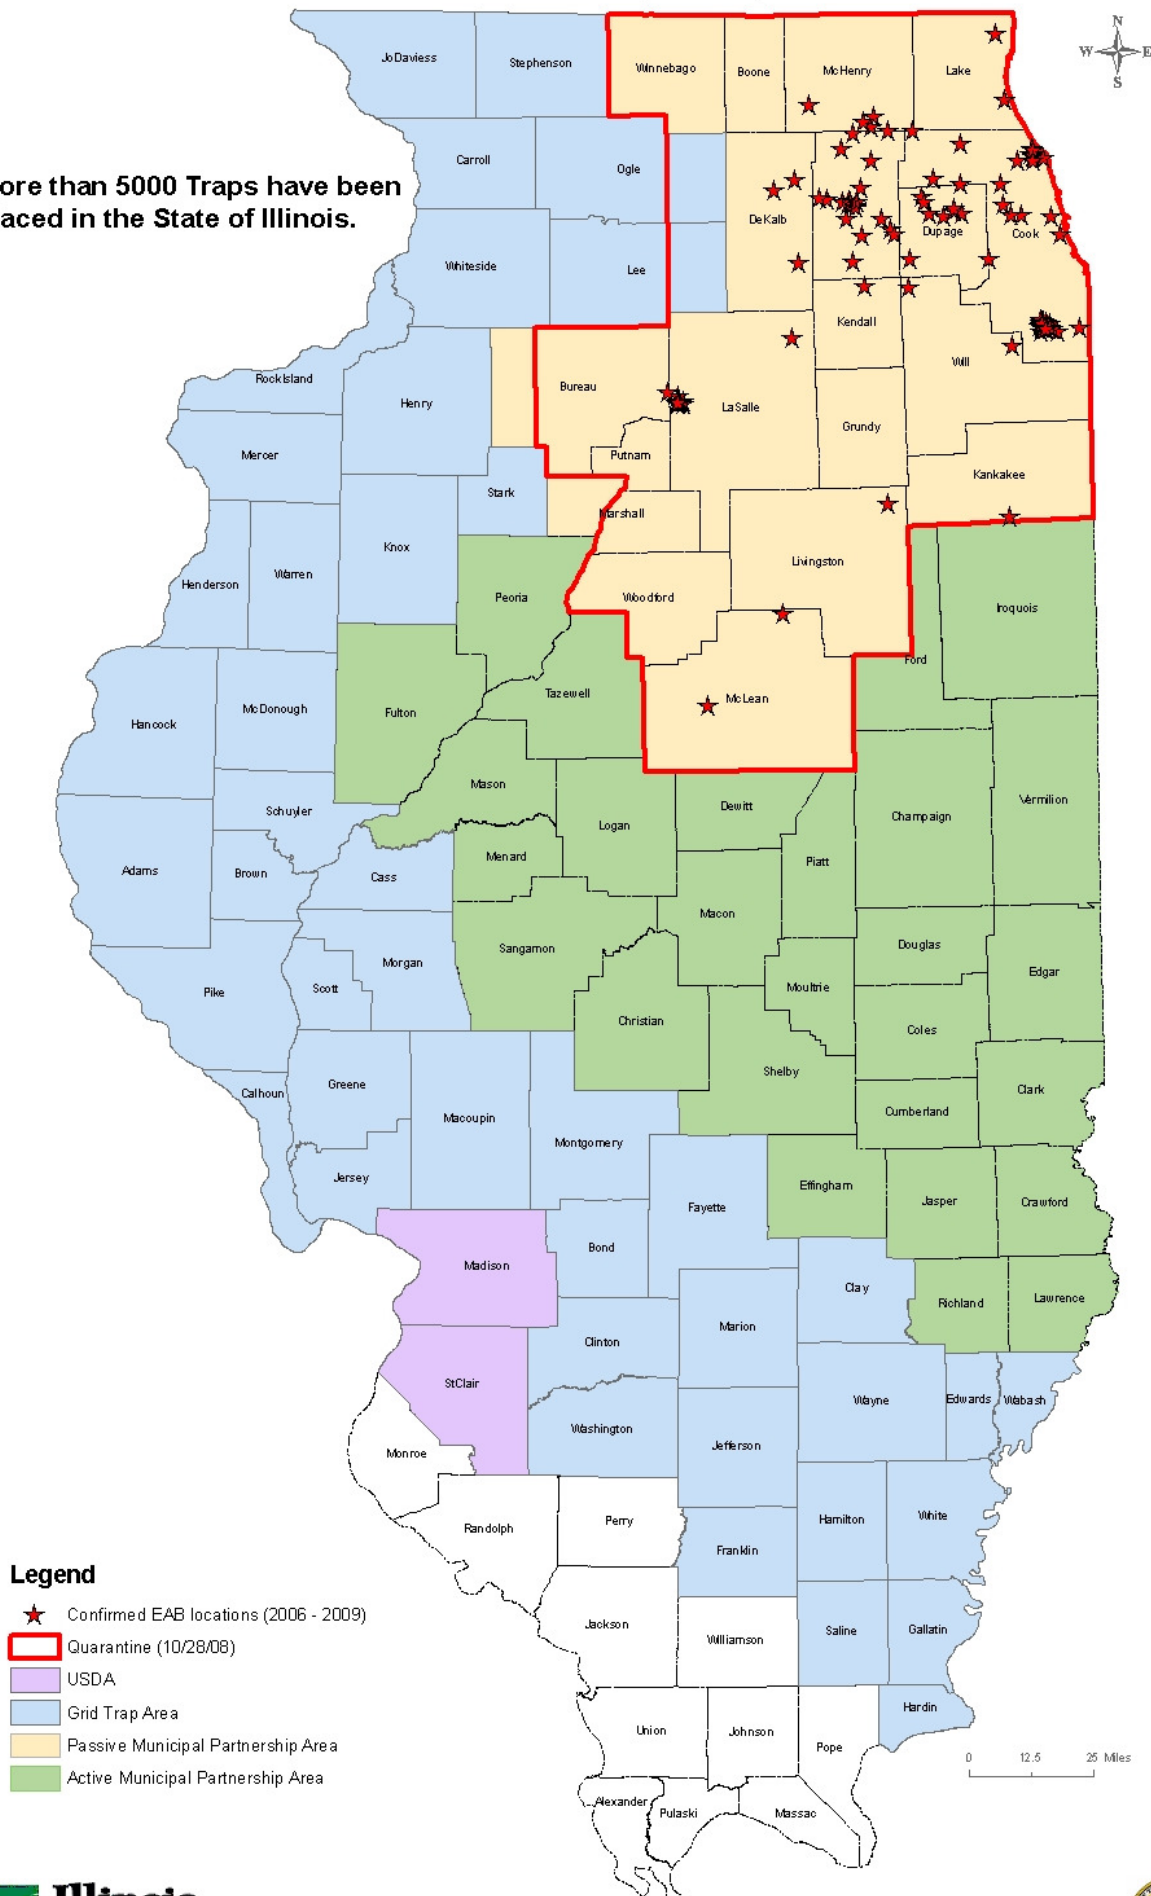 N
W E
S
ore than 5000 Traps have been
aced in the State of Illinois.
JoDaviess
Stephenson
Winnebago
Boone
McHenry
Lake
Carroll
Ogle
DeKalb
Dupage
Cook
Whiteside
Lee
Kendall
Will
RockIsland
Henry
Bureau
LaSalle
Grundy
Mercer
Putnam
Kankakee
Stark
Marshall
Knox
Livingston
Henderson
Warren
Peoria
Woodford
Iroquois
Ford
Hancock
McDonough
Fulton
Tazewell
McLean
Mason
Schuyler
Logan
Dewitt
Champaign
Vermilion
Adams
Brown
Cass
Menard
Piatt
Macon
Sangamon
Douglas
Edgar
Pike
Scott
Morgan
Moultrie
Christian
Coles
Shelby
Calhoun
Greene
Clark
Macoupin
Cumberland
Montgomery
Jersey
Effingham
Jasper
Crawford
Fayette
Bond
Madison
Clay
Richland
Lawrence
Marion
Clinton
StClair
Wayne
Edwards
Wabash
Washington
Jefferson
Monroe
Randolph
Perry
Hamilton
White
Franklin
Jackson
Williamson
Saline
Gallatin
Hardin
Union
Johnson
Pope
Alexander
Pulaski
Massac
Legend
Confirmed EAB locations (2006 - 2009)
Quarantine (10/28/08)
USDA
Grid Trap Area
Passive Municipal Partnership Area
Active Municipal Partnership Area
0 12.5 25 Miles
Illinois